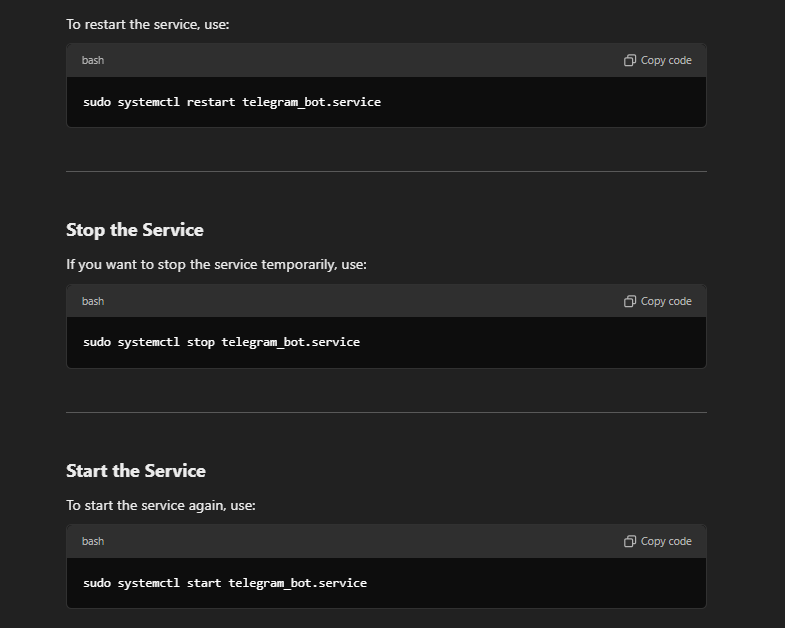 To restart the service, use:
bash
Copy code
sudo systemctl restart telegram_bot.service
Stop the Service
If you want to stop the service temporarily, use:
bash
Copy code
sudo systemctl stop telegram_bot.service
Start the Service
To start the service again, use:
bash
Copy code
sudo systemctl start telegram_bot.service